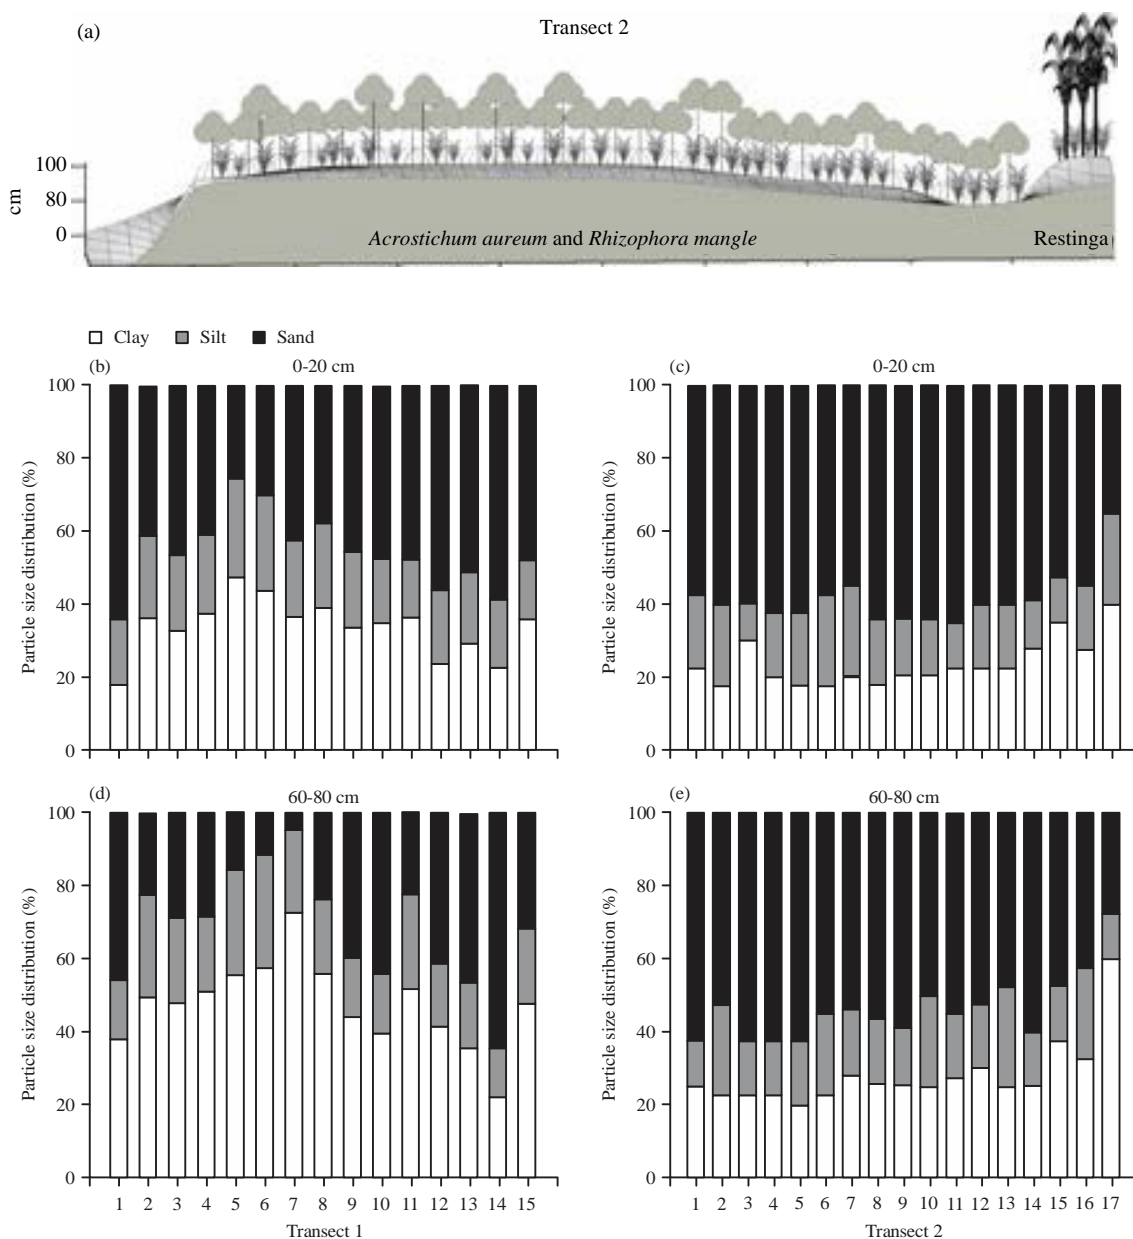 (a)
Transect 2
100
80
0
cm
Acrostichum aureum and Rhizophora mangle
Restinga
Clay Silt Sand
(b)
0-20 cm
100
80
60
40
20
0
Particle size distribution (%)
(c)
0-20 cm
100
80
60
40
20
0
Particle size distribution (%)
(d)
60-80 cm
100
80
60
40
20
0
Particle size distribution (%)
1 2 3 4 5 6 7 8 9 10 11 12 13 14 15
Transect 1
(e)
60-80 cm
100
80
60
40
20
0
Particle size distribution (%)
1 2 3 4 5 6 7 8 9 10 11 12 13 14 15 16 17
Transect 2